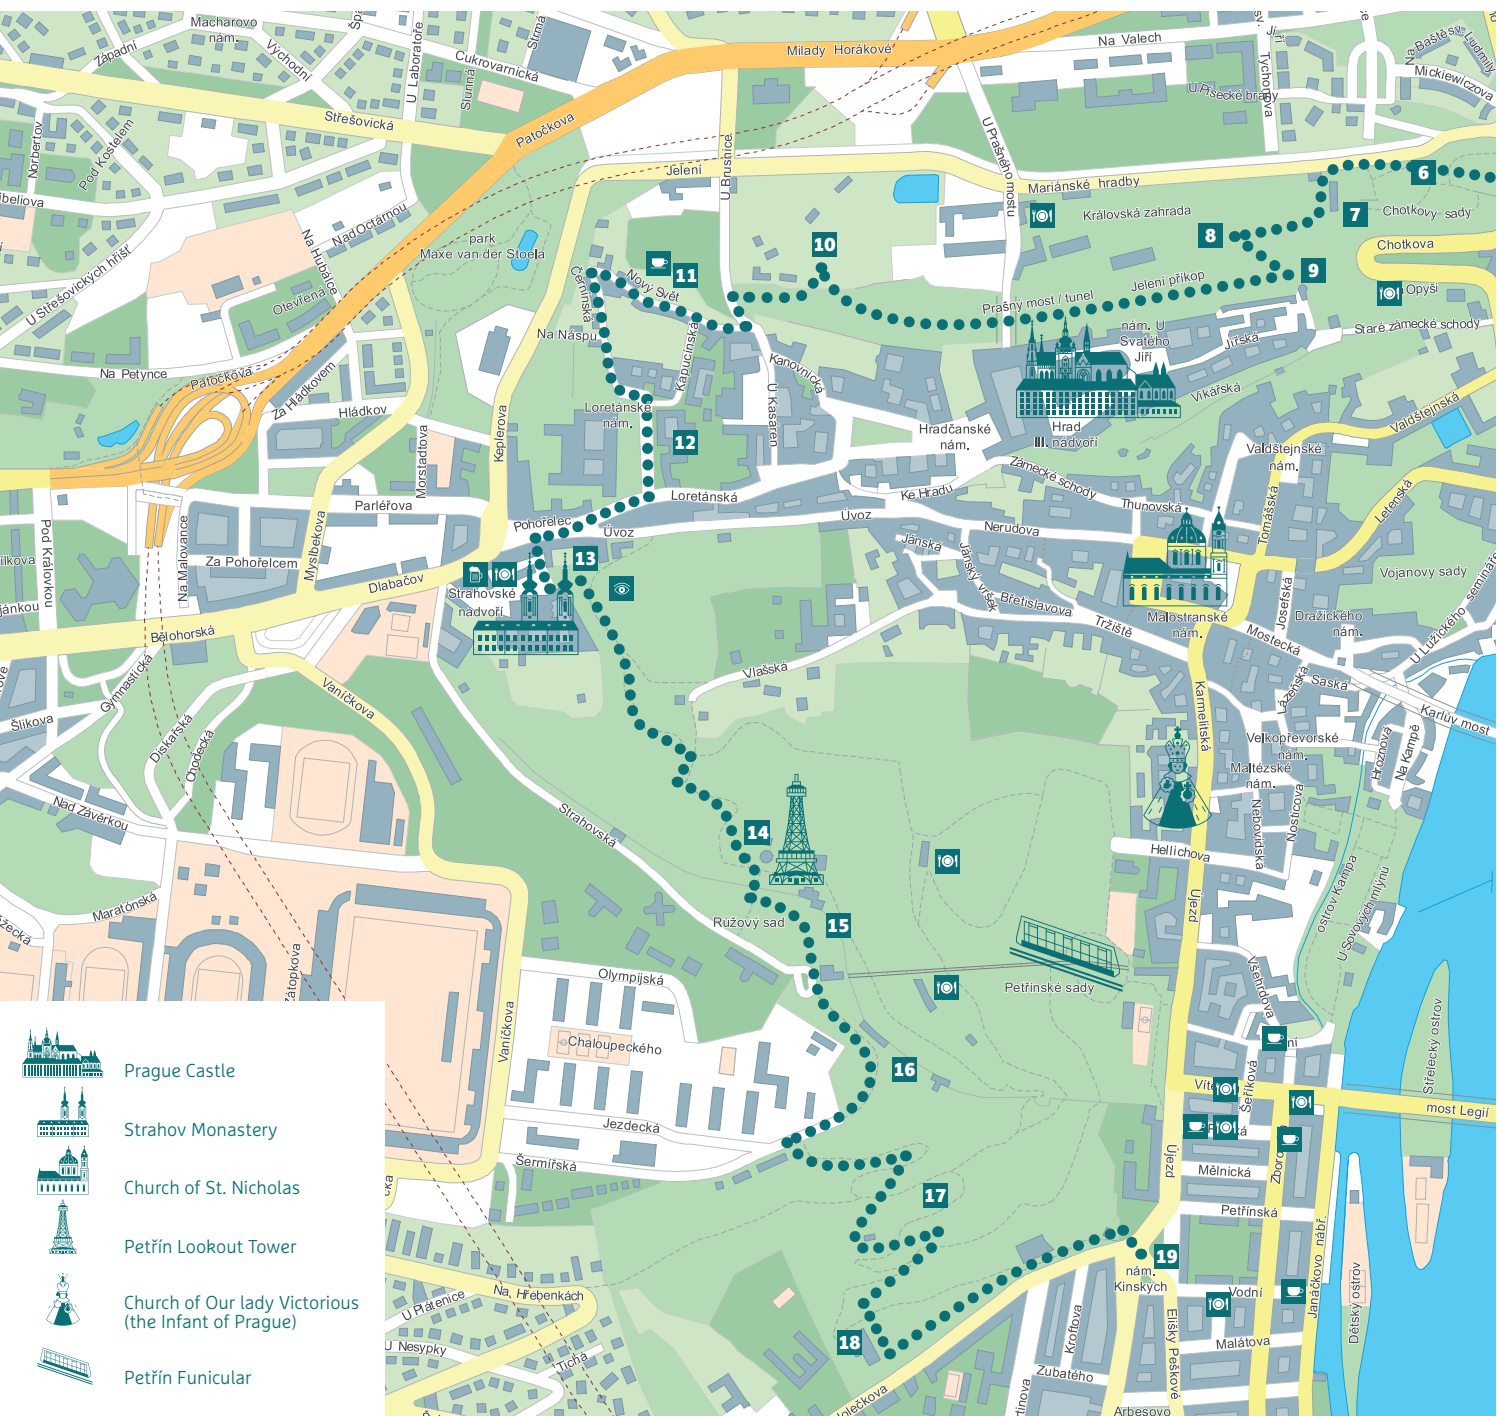 Macharovo
nám.
Západní
Východní
U Laboratoře
Cukrovarnická
Strmá
Slunná
Střešovická
Patočkova
Milady Horákové
Na Valech
Tychonova
U Písecké brány
Na Baště sv. Ludmily
Mickiewiczova
Norbertov
Pod Kostelem
U Střešovických hřišť
Nad Octárnou
Na Hubálce
Otevřená
park
Maxe van der Stoela
Jelení
U Brusnice
U Prašného mostu
Mariánské hradby
Královská zahrada
6
7
Chotkovy sady
Chotkova
8
9
Opyši
10
11
Nový Svět
Černínská
Na Náspu
Kapucínská
Jelení příkop
Prašný most / tunel
Staré zámecké schody
nám. U
Svatého
Jiří
Jiřská
Vikářská
Na Petynce
Patočkova
Za Hládkovem
Hládkov
Keplerova
Morstadtova
Loretánské
nám.
12
U Kasáren
Kanovnická
Hradčanské
nám.
Hrad
III. nádvoří
Valdštejnská
Valdštejnské
nám.
Zámecké schody
Thunovská
Tomášská
Letenská
Parléřova
Pohořelec
Loretánská
Úvoz
Úvoz
Ke Hradu
Nerudova
Jánská
Jánský vršek
Břetislavova
Tržiště
Malostranské
nám.
Josefská
Vojanovy sady
Dražického
nám.
U Lužického semináře
Mostecká
Saská
Lázeňská
Karlův most
Pod Královkou
Na Malovance
Za Pohořelcem
Myslbekova
Dlabačov
Bělohorská
13
Strahovské
nádvoří
Vlašská
Gymnastická
Šlikova
Diskařská
Chodecká
Vaníčkova
Nad Závěrkou
Maratónská
Strahovská
14
Karmelitská
Velkopřevorské
nám.
Maltézské
nám.
Hroznová
Na Kampě
Nebovidská
Nosticova
Hellichova
Újezd
ostrov Kampa
U Sovových mlýnů
Růžový sad
15
Olympijská
Chaloupeckého
Vaníčkova
Petřínské sady
Všehrdova
Střelecký ostrov
16
Šeříková
most Legií
Jezdecká
Šermířská
Újezd
Mělnická
Petřínská
17
18
19
nám.
Kinských
Vodní
Malátova
Janáčkovo nábř.
Dětský ostrov
Elišky Peškové
Kroftova
Zubatého
Arbesovo
Na Hřebenkách
U Plátenice
U Nesypky
Tichá
Prague Castle
Strahov Monastery
Church of St. Nicholas
Petřín Lookout Tower
Church of Our lady Victorious
(the Infant of Prague)
Petřín Funicular